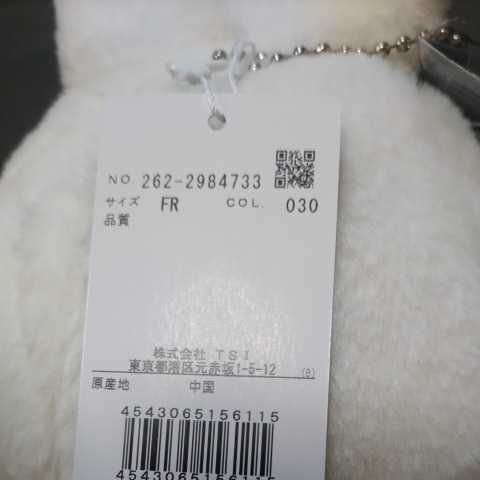 NO 262-2984733
サイズ FR COL. 030
品質
株式会社 TSI
東京都港区元赤坂1-5-12 (B)
原産地 中国
4543065156115
4543065156115